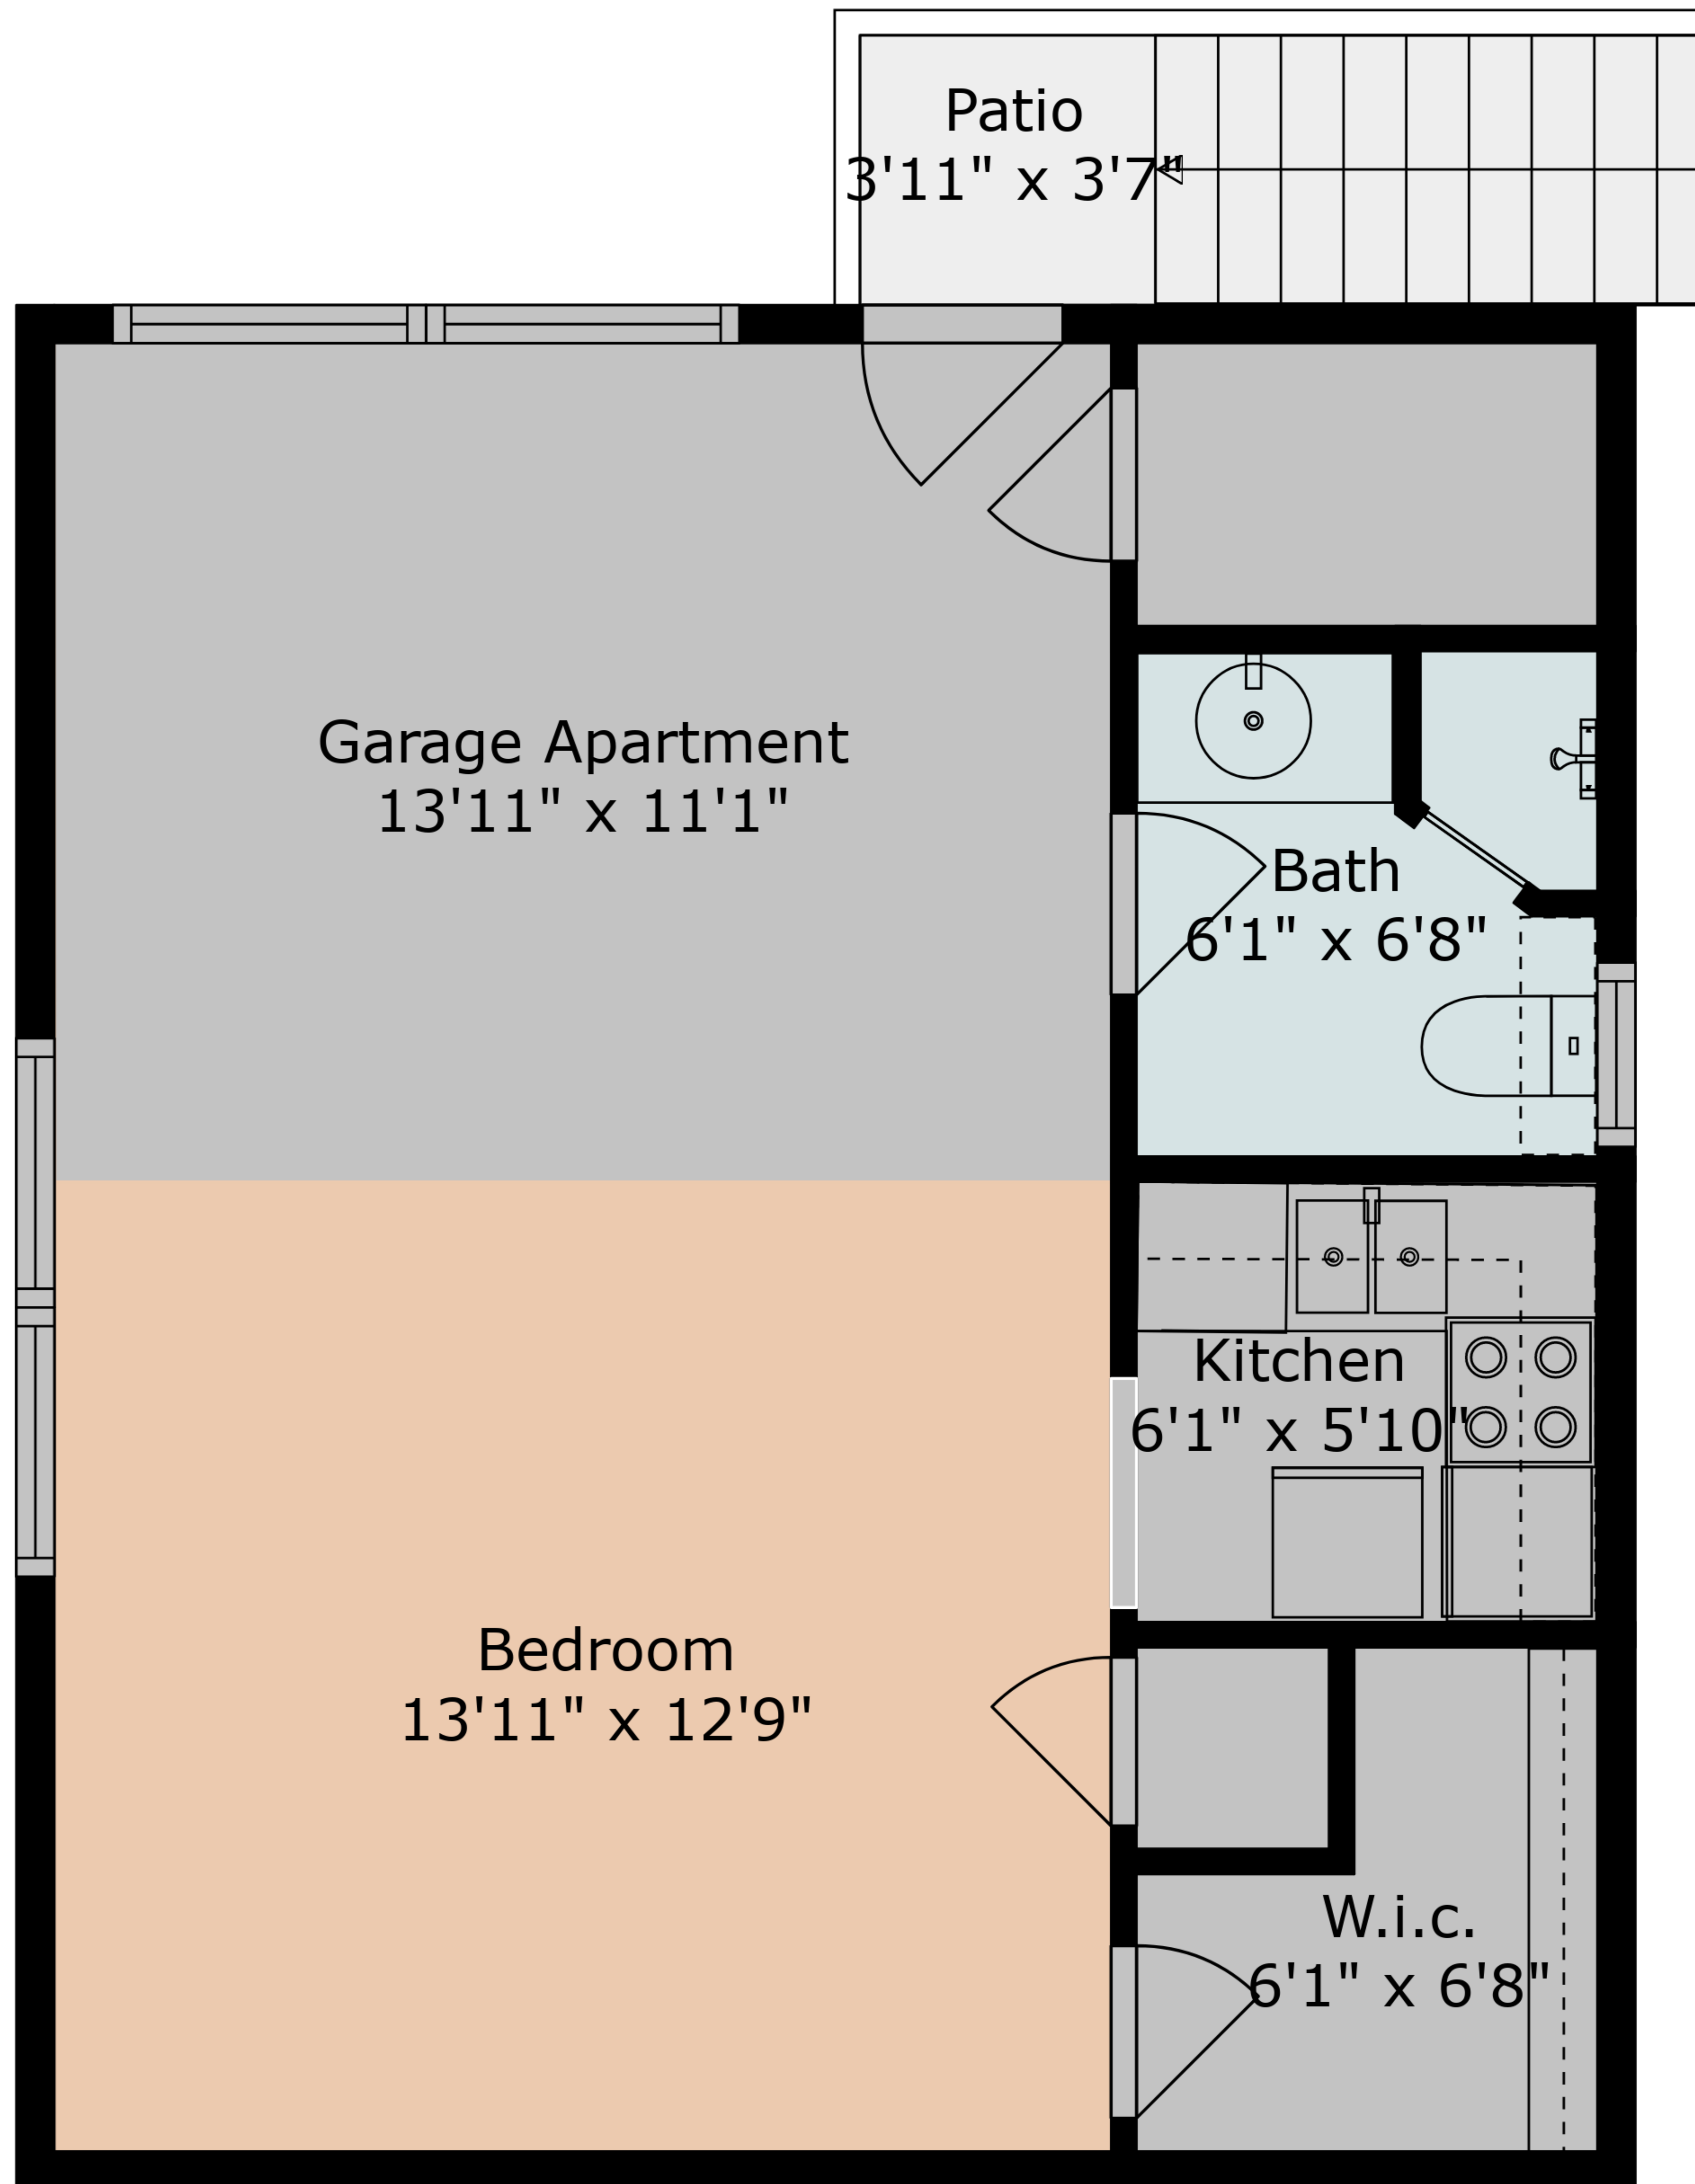 Patio
3'11" x 3'7"
Garage Apartment
13'11" x 11'1"
Bath
6'1" x 6'8"
Kitchen
6'1" x 5'10"
Bedroom
13'11" x 12'9"
W.i.c.
6'1" x 6'8"